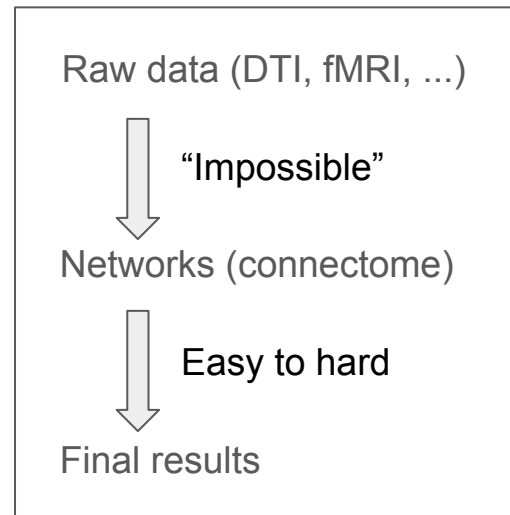 Raw data (DTI, fMRI, ...)
“Impossible”
Networks (connectome)
Easy to hard
Final results